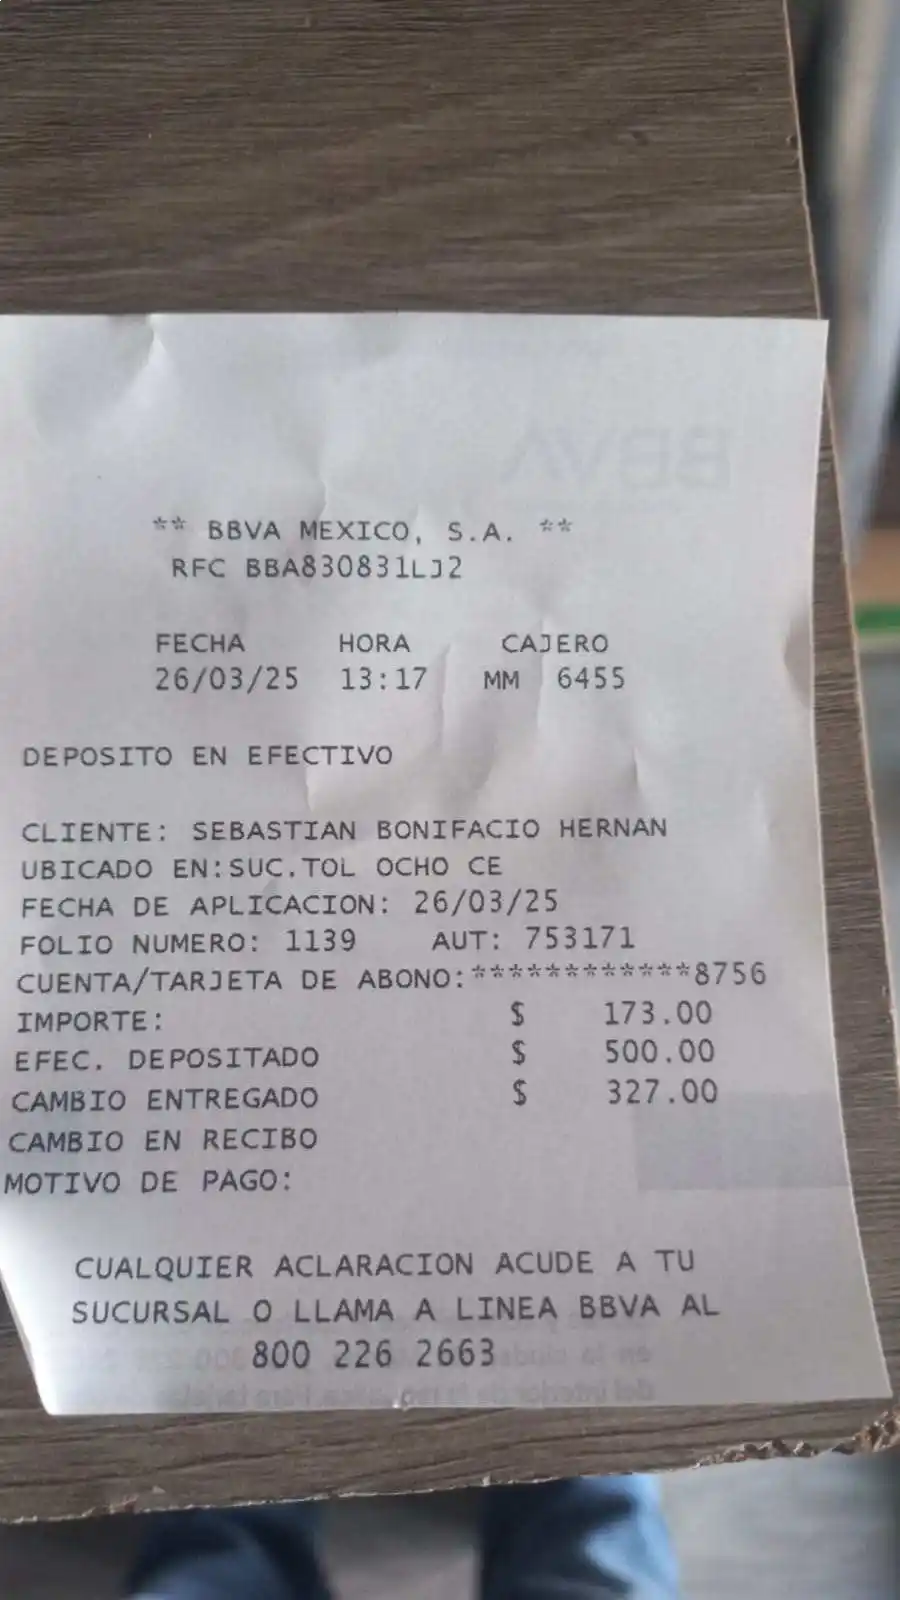 ** BBVA MEXICO, S.A. **
RFC BBA830831LJ2
FECHA HORA CAJERO
26/03/25 13:17 MM 6455
DEPOSITO EN EFECTIVO
CLIENTE: SEBASTIAN BONIFACIO HERNAN
UBICADO EN:SUC.TOL OCHO CE
FECHA DE APLICACION: 26/03/25
FOLIO NUMERO: 1139 AUT: 753171
CUENTA/TARJETA DE ABONO:************8756
IMPORTE: $ 173.00
EFEC. DEPOSITADO $ 500.00
CAMBIO ENTREGADO $ 327.00
CAMBIO EN RECIBO
MOTIVO DE PAGO:
CUALQUIER ACLARACION ACUDE A TU
SUCURSAL O LLAMA A LINEA BBVA AL
800 226 2663